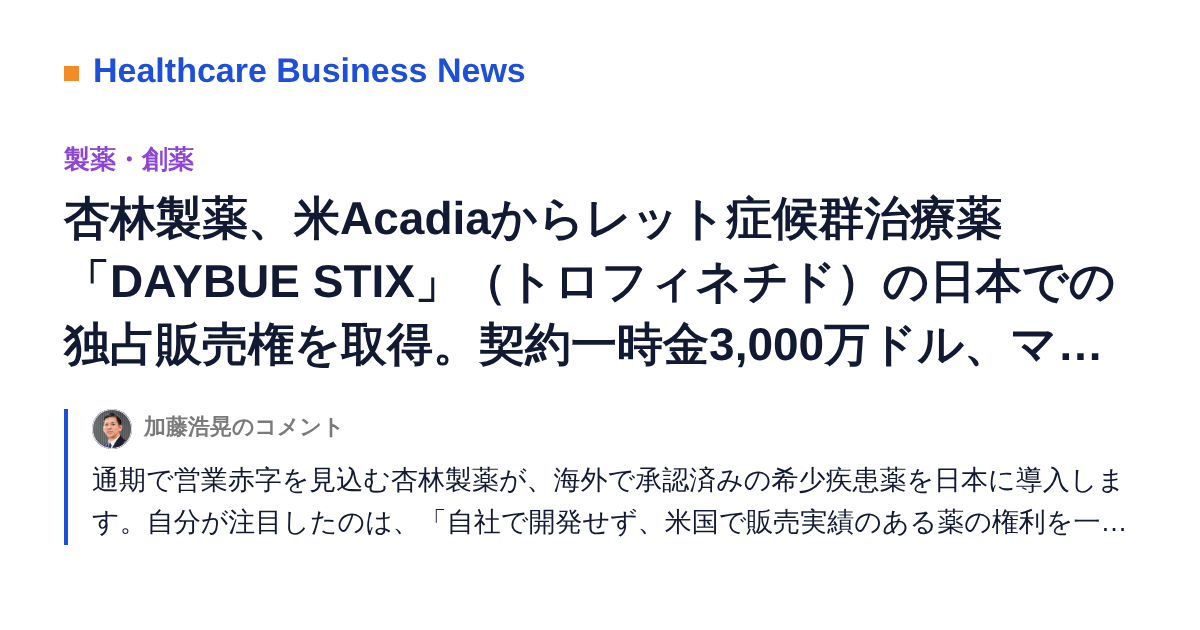 Healthcare Business News
製薬・創薬
杏林製薬、米Acadiaからレット症候群治療薬
「DAYBUE STIX」（トロフィネチド）の日本での
独占販売権を取得。契約一時金3,000万ドル、マ…
加藤浩晃のコメント
通期で営業赤字を見込む杏林製薬が、海外で承認済みの希少疾患薬を日本に導入しま
す。自分が注目したのは、「自社で開発せず、米国で販売実績のある薬の権利を一…